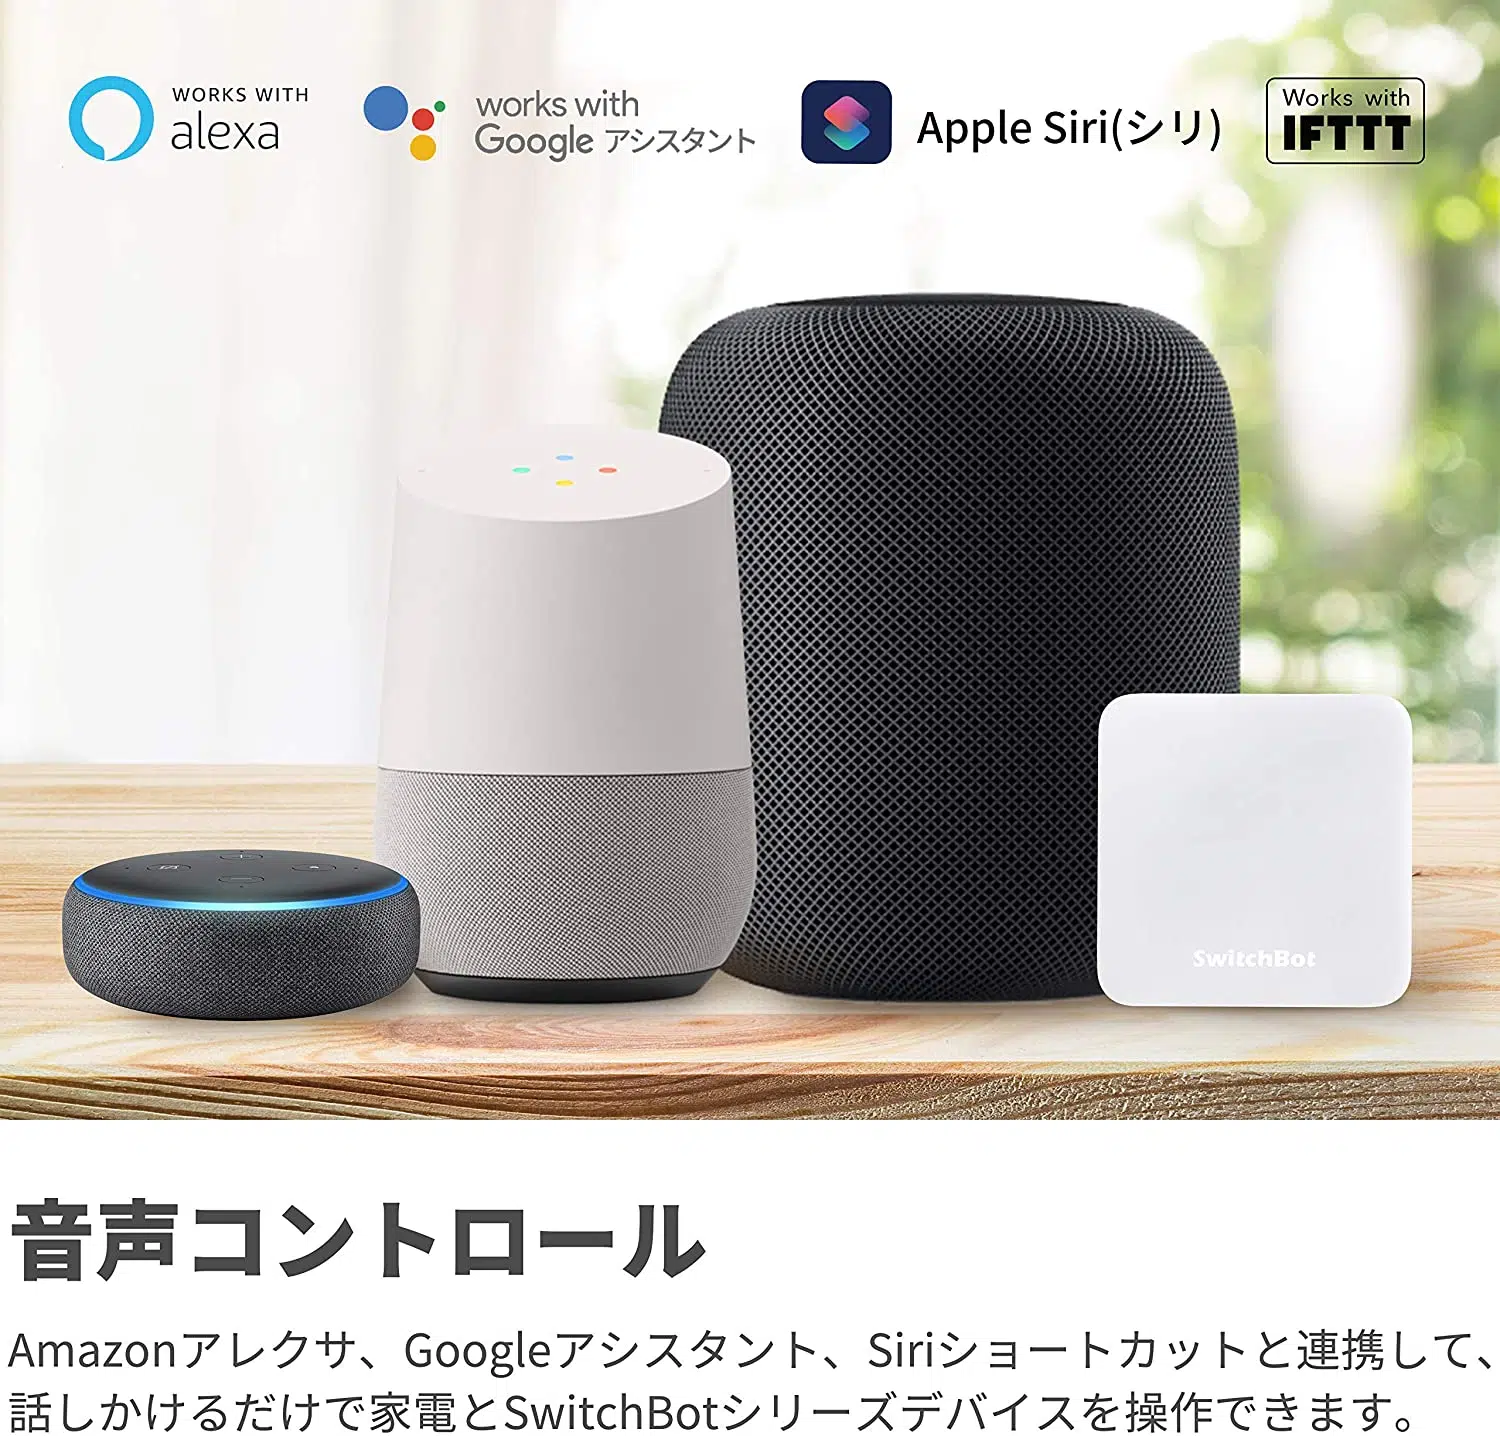 WORKS WITH
alexa
works with
Google アシスタント
Apple Siri(シリ)
Works with
IFTTT
SwitchBot
音声コントロール
Amazonアレクサ、Googleアシスタント、Siriショートカットと連携して、
話しかけるだけで家電とSwitchBotシリーズデバイスを操作できます。